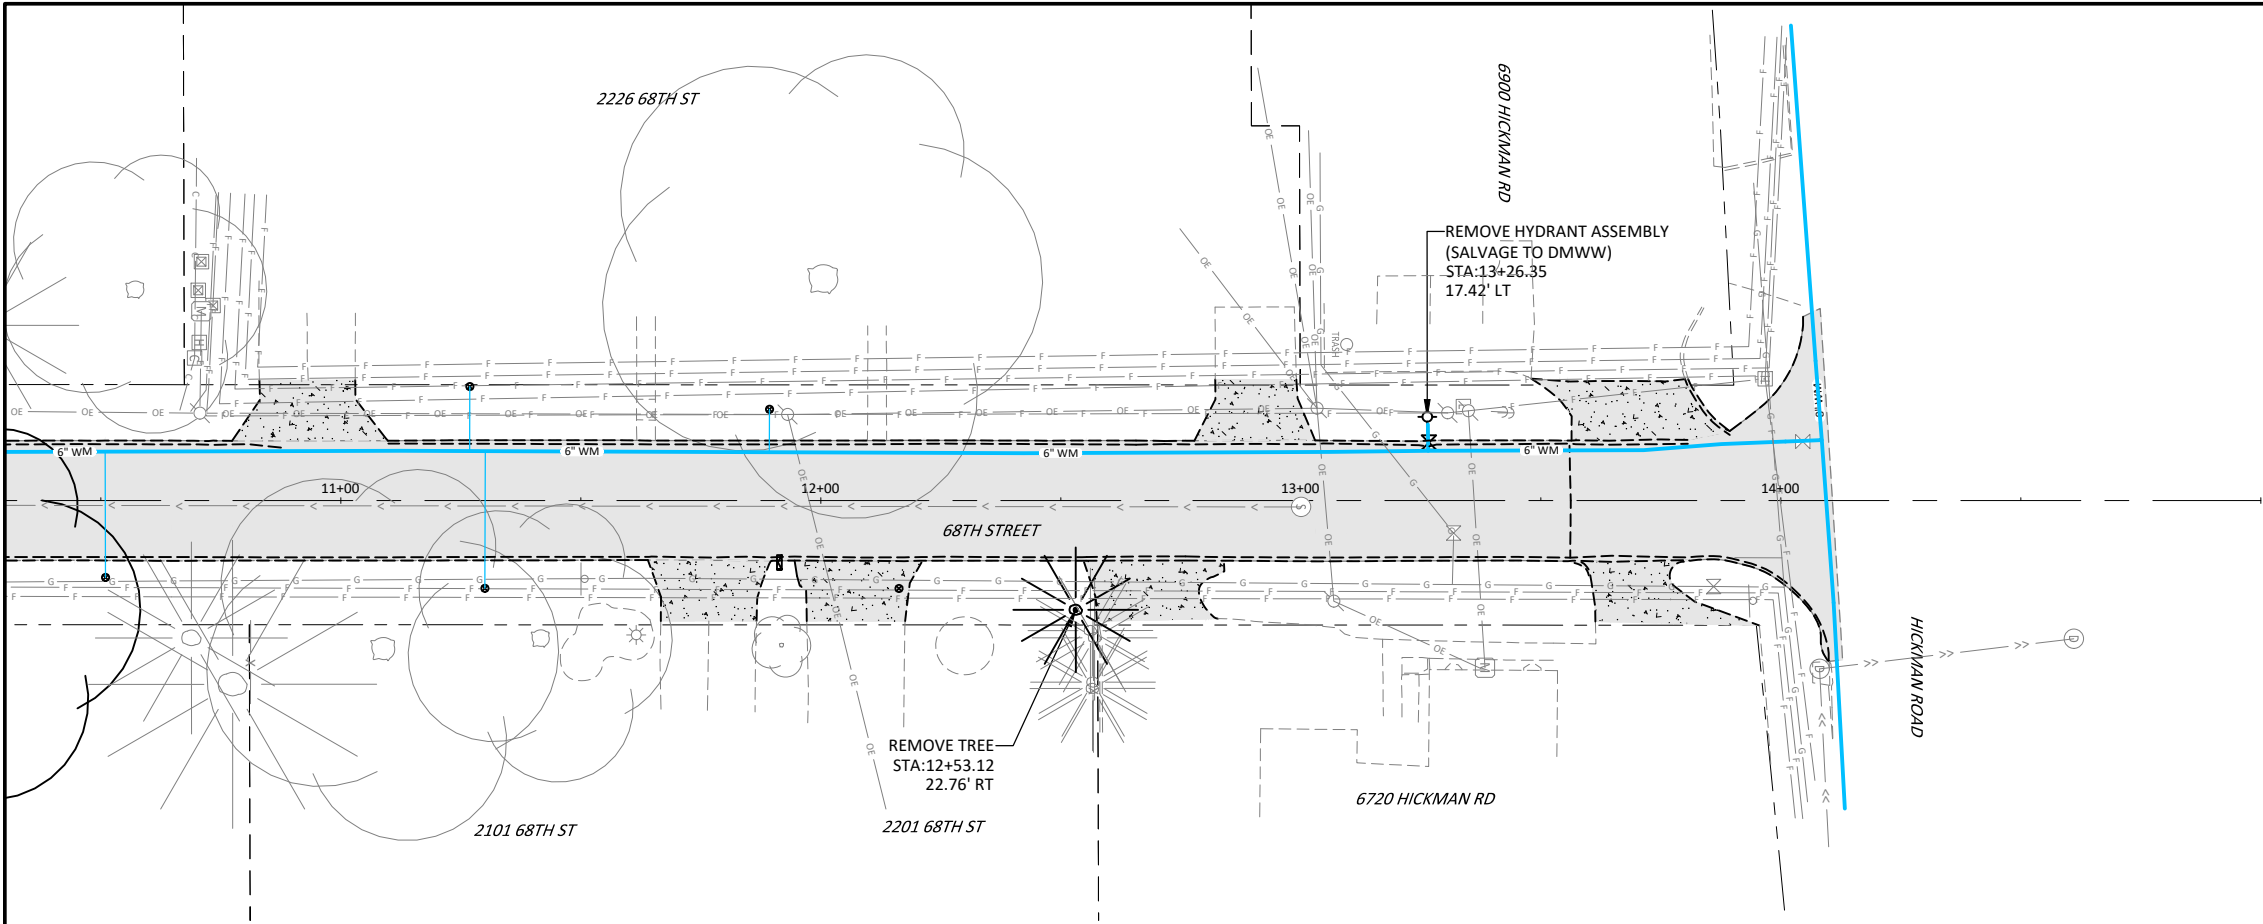 2226 68TH ST
6900 HICKMAN RD
REMOVE HYDRANT ASSEMBLY
(SALVAGE TO DMWW)
STA:13+26.35
17.42' LT
TRASH
6" WM
6" WM
6" WM
6" WM
11+00
12+00
13+00
14+00
68TH STREET
REMOVE TREE
STA:12+53.12
22.76' RT
2101 68TH ST
2201 68TH ST
6720 HICKMAN RD
HICKMAN ROAD